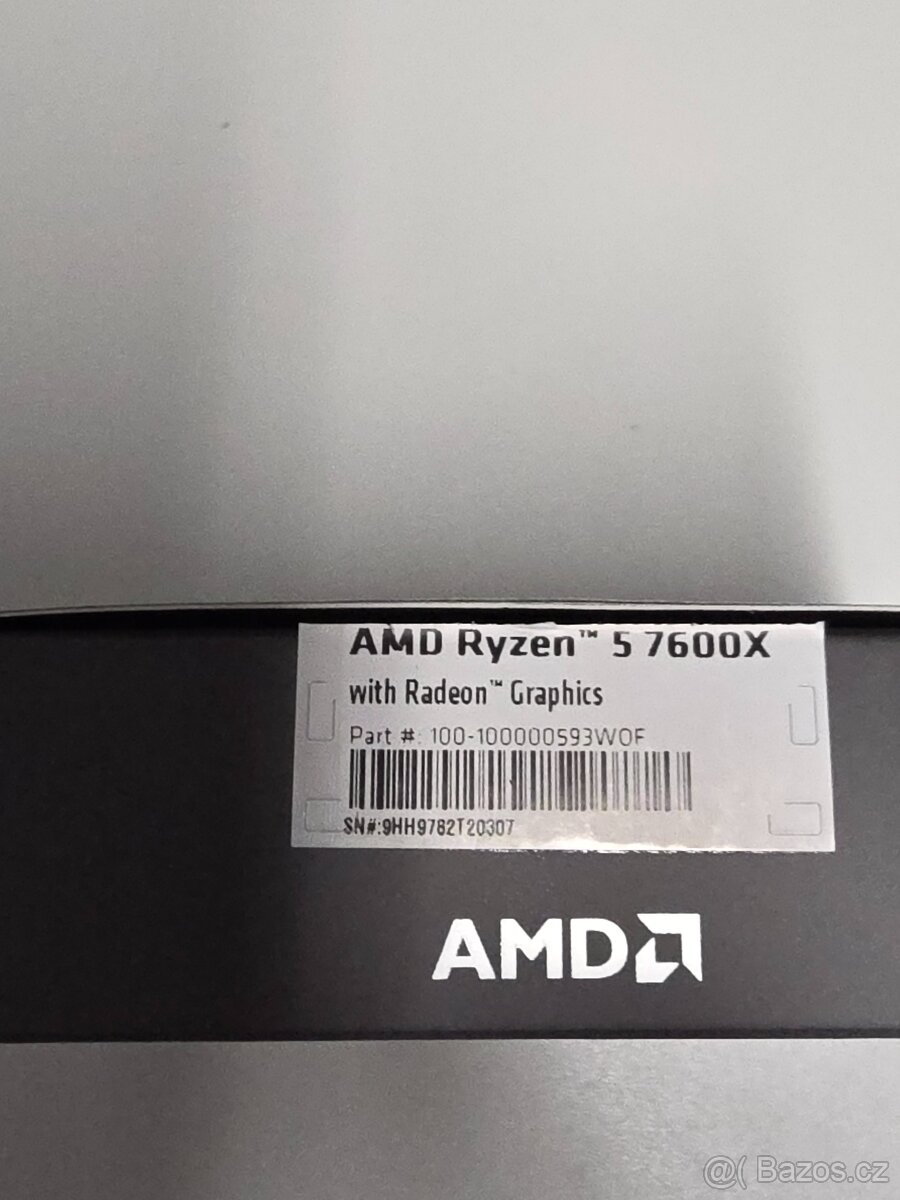 AMD Ryzen™ 5 7600X
with Radeon™ Graphics
Part #: 100-100000593WOF
SN#:9HH9782T20307
AMD
@( Bazos.cz